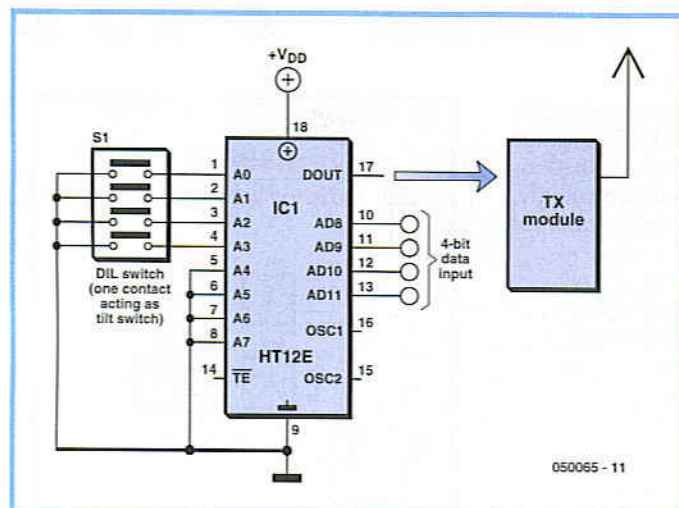 +VDD
S1
18
1 A0 DOUT 17
2 A1 IC1
3 A2 AD8 10
4 A3 AD9 11
5 A4 AD10 12
6 A5 AD11 13
7 A6 OSC1 16
8 A7
HT12E
14 TE OSC2 15
9
DIL switch
(one contact
acting as
tilt switch)
4-bit
data
input
TX
module
050065 - 11